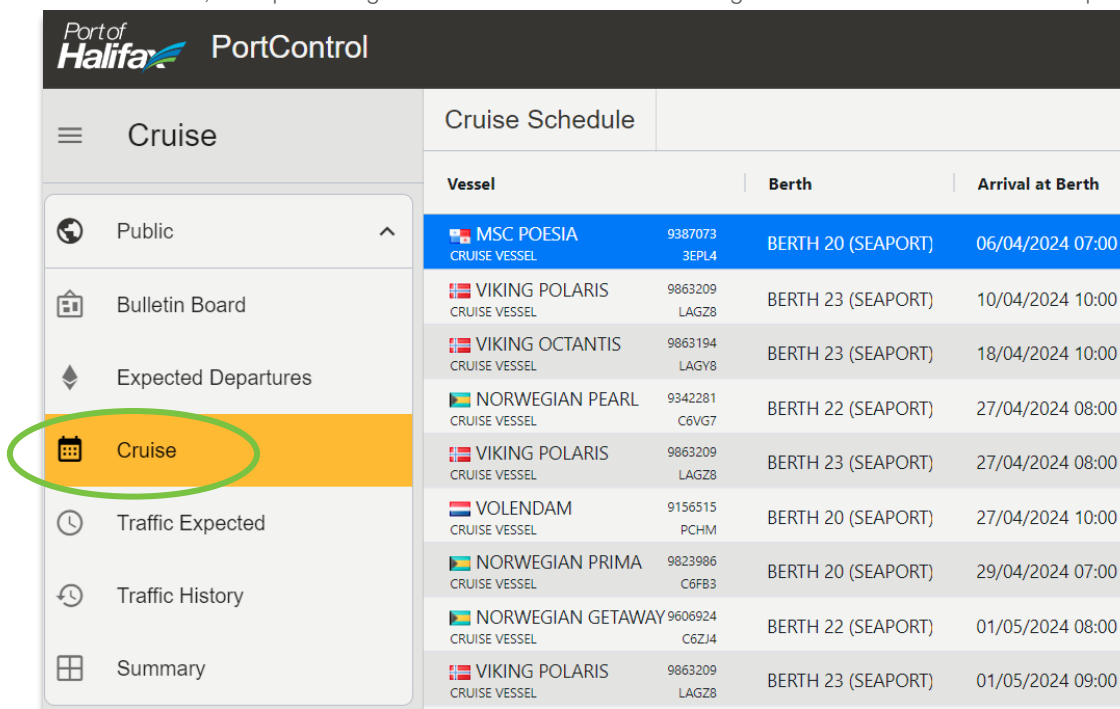 Port of
Halifax PortControl
Cruise
Cruise Schedule
Vessel Berth Arrival at Berth
Public
Bulletin Board
Expected Departures
Cruise
Traffic Expected
Traffic History
Summary
MSC POESIA 9387073 BERTH 20 (SEAPORT) 06/04/2024 07:00
CRUISE VESSEL 3EPL4
VIKING POLARIS 9863209 BERTH 23 (SEAPORT) 10/04/2024 10:00
CRUISE VESSEL LAGZ8
VIKING OCTANTIS 9863194 BERTH 23 (SEAPORT) 18/04/2024 10:00
CRUISE VESSEL LAGY8
NORWEGIAN PEARL 9342281 BERTH 22 (SEAPORT) 27/04/2024 08:00
CRUISE VESSEL C6VG7
VIKING POLARIS 9863209 BERTH 23 (SEAPORT) 27/04/2024 08:00
CRUISE VESSEL LAGZ8
VOLENDAM 9156515 BERTH 20 (SEAPORT) 27/04/2024 10:00
CRUISE VESSEL PCHM
NORWEGIAN PRIMA 9823986 BERTH 20 (SEAPORT) 29/04/2024 07:00
CRUISE VESSEL C6FB3
NORWEGIAN GETAWAY 9606924 BERTH 22 (SEAPORT) 01/05/2024 08:00
CRUISE VESSEL C6ZJ4
VIKING POLARIS 9863209 BERTH 23 (SEAPORT) 01/05/2024 09:00
CRUISE VESSEL LAGZ8